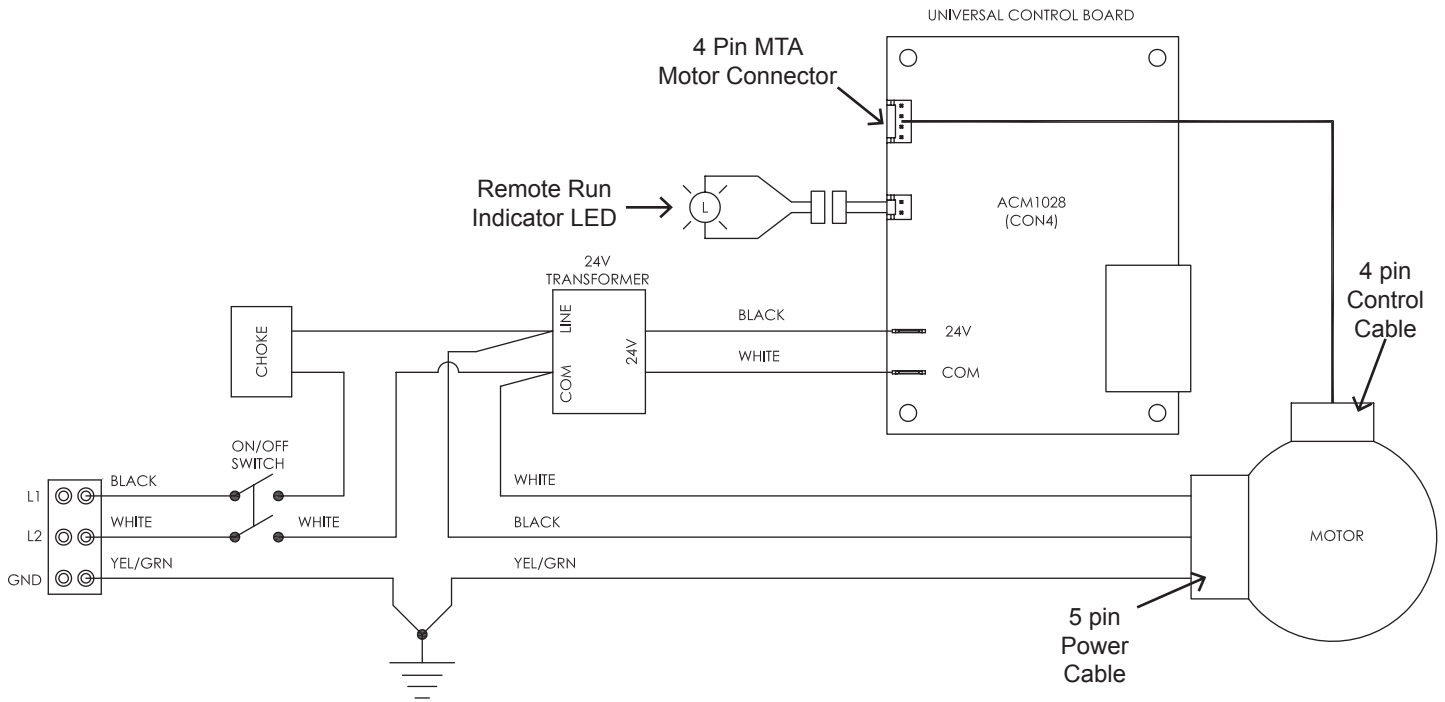 UNIVERSAL CONTROL BOARD
4 Pin MTA
Motor Connector
Remote Run
Indicator LED
L
ACM1028
(CON4)
24V
TRANSFORMER
LINE
COM
24V
CHOKE
BLACK
WHITE
24V
COM
4 pin
Control
Cable
ON/OFF
SWITCH
L1
BLACK
WHITE
L2
WHITE
WHITE
BLACK
MOTOR
GND
YEL/GRN
YEL/GRN
5 pin
Power
Cable